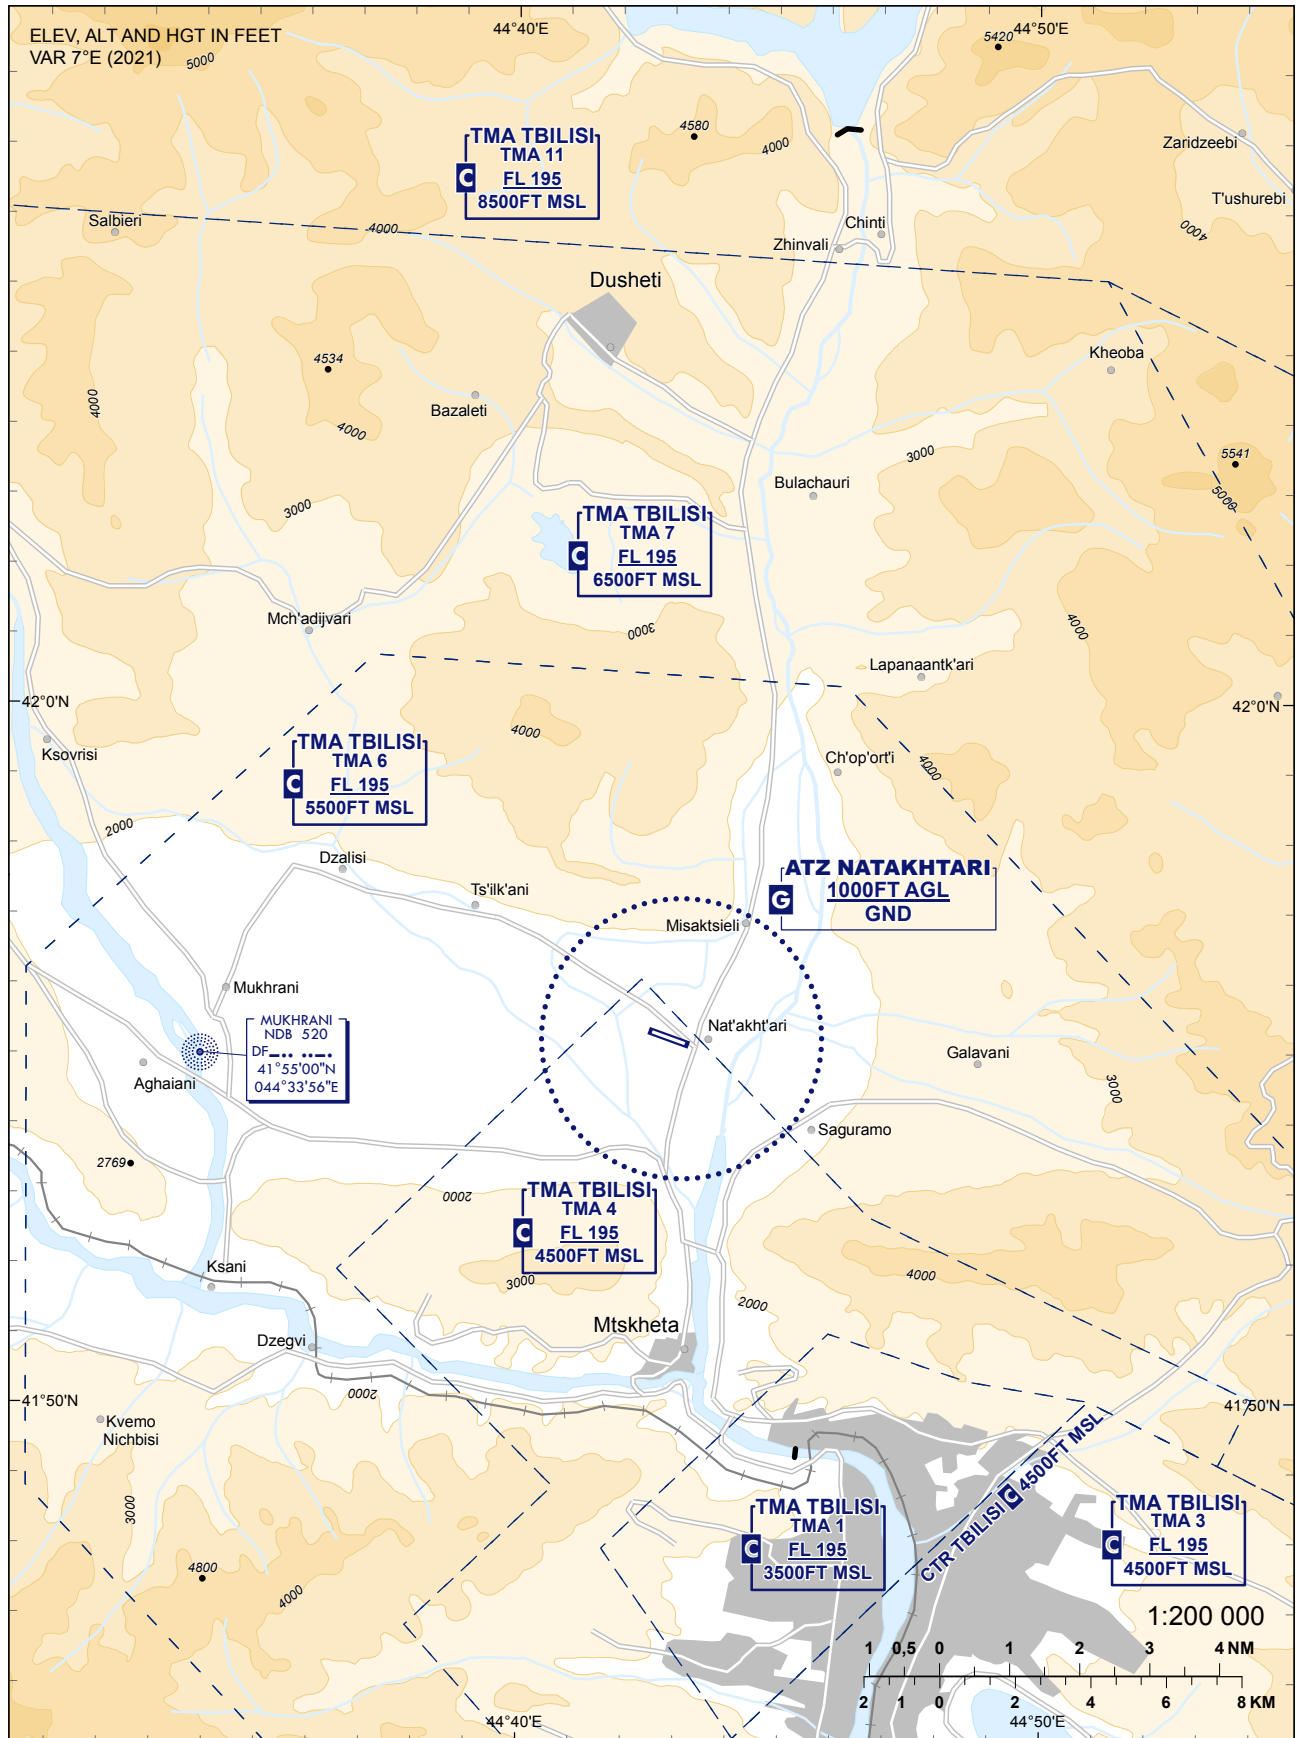 44°40'E
44°50'E
ELEV, ALT AND HGT IN FEET
VAR 7°E (2021)
5000
5420
4580
4000
Zaridzeebi
TMA TBILISI
TMA 11
C
FL 195
8500FT MSL
T'ushurebi
Salbieri
4000
Chinti
Zhinvali
4000
Dusheti
4534
Kheoba
4000
Bazaleti
4000
3000
5541
Bulachauri
5000
3000
TMA TBILISI
TMA 7
C
FL 195
6500FT MSL
Mch'adijvari
3000
4000
Lapanaantk'ari
42°0'N
42°0'N
4000
Ksovrisi
TMA TBILISI
TMA 6
C
FL 195
5500FT MSL
Ch'op'ort'i
4000
2000
Dzalisi
ATZ NATAKHTARI
G
1000FT AGL
GND
Ts'ilk'ani
Misaktsieli
Mukhrani
MUKHRANI
NDB 520
DF
41°55'00"N
044°33'56"E
Nat'akht'ari
Galavani
Aghaiani
3000
Saguramo
2769
2000
TMA TBILISI
TMA 4
C
FL 195
4500FT MSL
Ksani
3000
4000
2000
Mtskheta
Dzegvi
2000
41°50'N
41°50'N
Kvemo
Nichbisi
CTR TBILISI C 4500FT MSL
3000
TMA TBILISI
TMA 1
C
FL 195
3500FT MSL
TMA TBILISI
TMA 3
C
FL 195
4500FT MSL
4800
4000
1:200 000
1 0,5 0 1 2 3 4 NM
2 1 0 2 4 6 8 KM
44°40'E
44°50'E